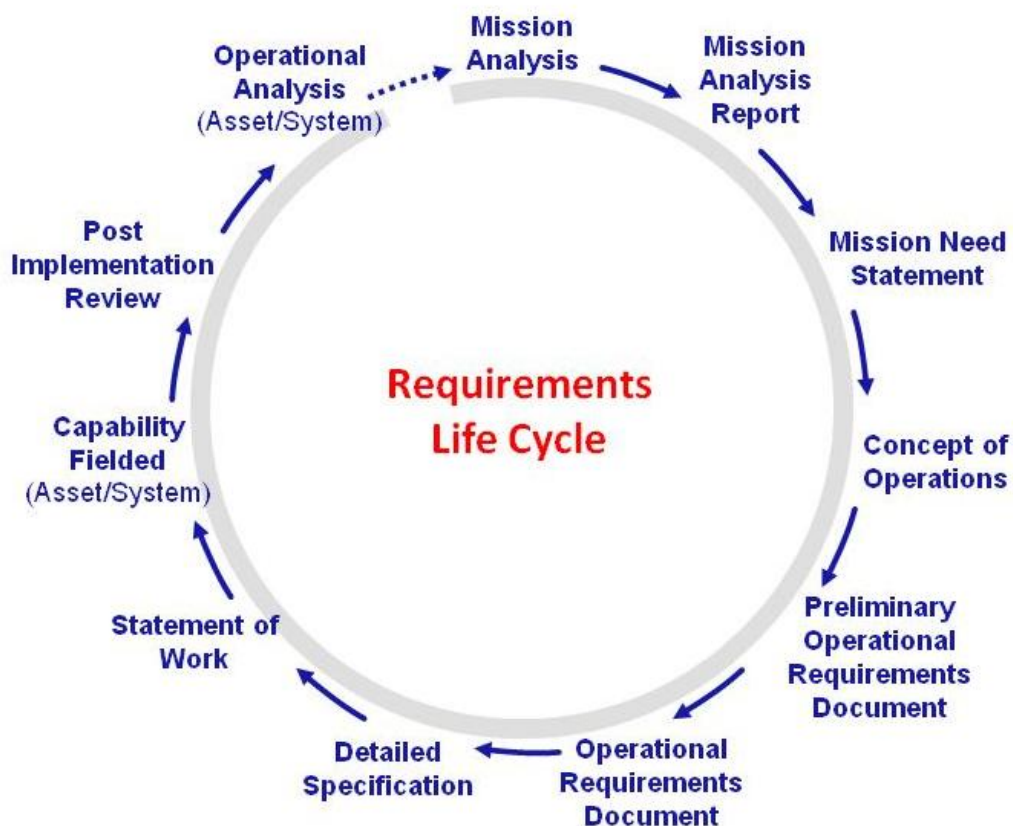 Mission
Analysis
Mission
Analysis
Report
Mission Need
Statement
Concept of
Operations
Preliminary
Operational
Requirements
Document
Operational
Requirements
Document
Detailed
Specification
Statement of
Work
Capability
Fielded
(Asset/System)
Post
Implementation
Review
Operational
Analysis
(Asset/System)
Requirements
Life Cycle